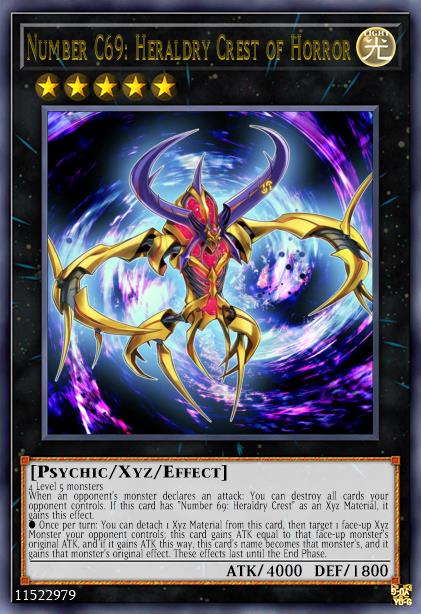 Number C69: Heraldry Crest of Horror
LIGHT
光
[Psychic/Xyz/Effect]
4 Level 5 monsters
When an opponent's monster declares an attack: You can destroy all cards your
opponent controls. If this card has "Number 69: Heraldry Crest" as an Xyz Material, it
gains this effect.
● Once per turn: You can detach 1 Xyz Material from this card, then target 1 face-up Xyz
Monster your opponent controls; this card gains ATK equal to that face-up monster's
original ATK, and if it gains ATK this way, this card's name becomes that monster's, and it
gains that monster's original effect. These effects last until the End Phase.
ATK/4000 DEF/1800
11522979